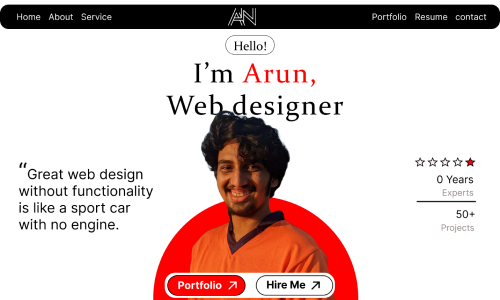 Home About Service
AN
Portfolio Resume contact
Hello!
I’m Arun,
Web designer
“Great web design
without functionality
is like a sport car
with no engine.
0 Years
Experts
50+
Projects
Portfolio
Hire Me